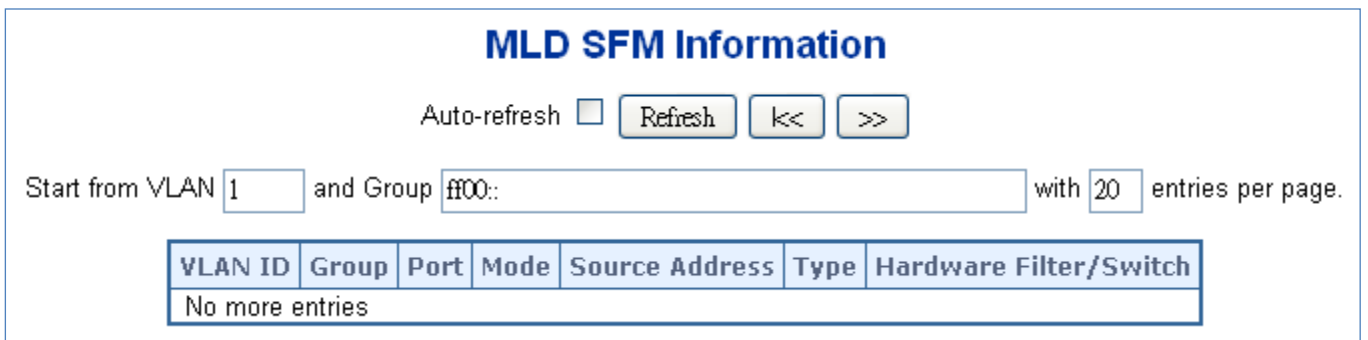 MLD SFM Information
Auto-refresh Refresh |<< >>
Start from VLAN 1 and Group ff00:: with 20 entries per page.
VLAN ID Group Port Mode Source Address Type Hardware Filter/Switch
No more entries